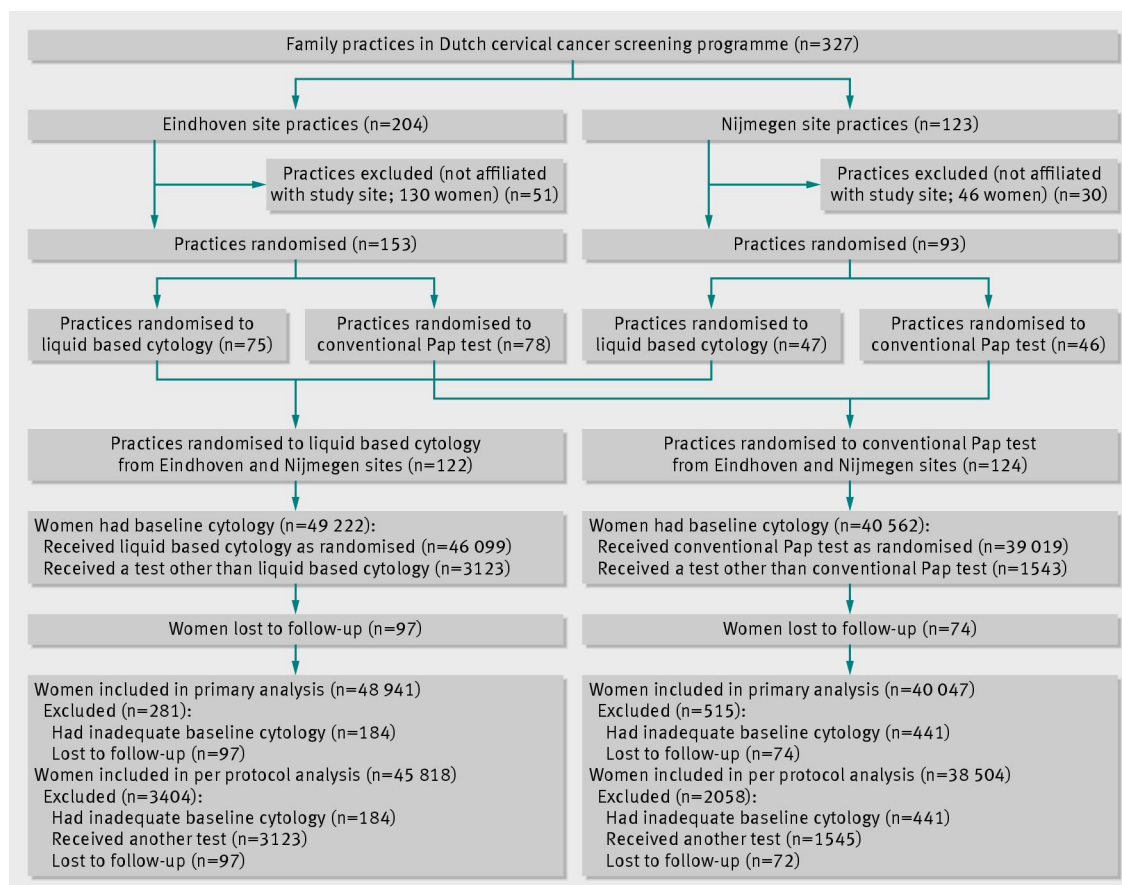 Family practices in Dutch cervical cancer screening programme (n=327)
Eindhoven site practices (n=204)
Nijmegen site practices (n=123)
Practices excluded (not affiliated
with study site; 130 women) (n=51)
Practices excluded (not affiliated
with study site; 46 women) (n=30)
Practices randomised (n=153)
Practices randomised (n=93)
Practices randomised to
liquid based cytology (n=75)
Practices randomised to
conventional Pap test (n=78)
Practices randomised to
liquid based cytology (n=47)
Practices randomised to
conventional Pap test (n=46)
Practices randomised to liquid based cytology
from Eindhoven and Nijmegen sites (n=122)
Practices randomised to conventional Pap test
from Eindhoven and Nijmegen sites (n=124)
Women had baseline cytology (n=49 222):
Received liquid based cytology as randomised (n=46 099)
Received a test other than liquid based cytology (n=3123)
Women had baseline cytology (n=40 562):
Received conventional Pap test as randomised (n=39 019)
Received a test other than conventional Pap test (n=1543)
Women lost to follow-up (n=97)
Women lost to follow-up (n=74)
Women included in primary analysis (n=48 941)
Excluded (n=281):
Had inadequate baseline cytology (n=184)
Lost to follow-up (n=97)
Women included in per protocol analysis (n=45 818)
Excluded (n=3404):
Had inadequate baseline cytology (n=184)
Received another test (n=3123)
Lost to follow-up (n=97)
Women included in primary analysis (n=40 047)
Excluded (n=515):
Had inadequate baseline cytology (n=441)
Lost to follow-up (n=74)
Women included in per protocol analysis (n=38 504)
Excluded (n=2058):
Had inadequate baseline cytology (n=441)
Received another test (n=1545)
Lost to follow-up (n=72)